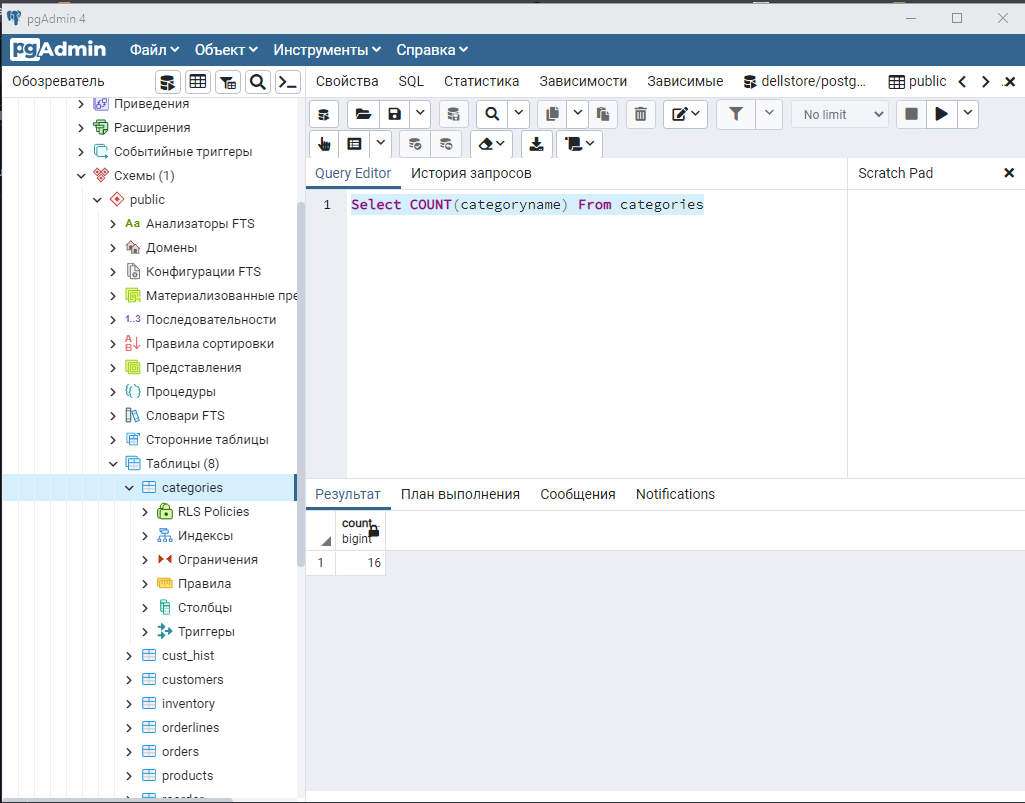 pgAdmin 4
pgAdmin Файл Объект Инструменты Справка
Обозреватель
Свойства SQL Статистика Зависимости Зависимые dellstore/postg... public
No limit
Приведения
Расширения
Событийные триггеры
Схемы (1)
public
Aa Анализаторы FTS
Домены
Конфигурации FTS
Материализованные пре
1..3 Последовательности
Правила сортировки
Представления
Процедуры
Словари FTS
Сторонние таблицы
Таблицы (8)
categories
RLS Policies
Индексы
Ограничения
Правила
Столбцы
Триггеры
cust_hist
customers
inventory
orderlines
orders
products
Query Editor История запросов
Scratch Pad
1 Select COUNT(categoryname) From categories
Результат План выполнения Сообщения Notifications
count
bigint
1 16